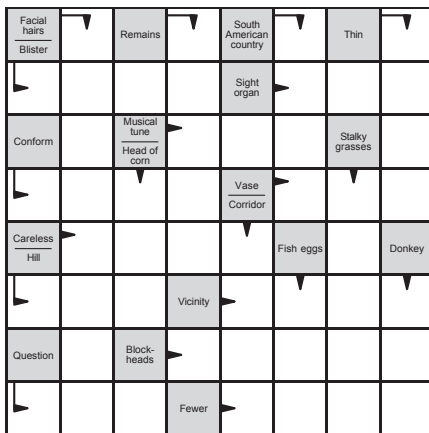 Facial
hairs
Blister
Remains
South
American
country
Thin
Sight
organ
Conform
Musical
tune
Head of
corn
Stalky
grasses
Vase
Corridor
Careless
Hill
Fish eggs
Donkey
Vicinity
Question
Block-
heads
Fewer